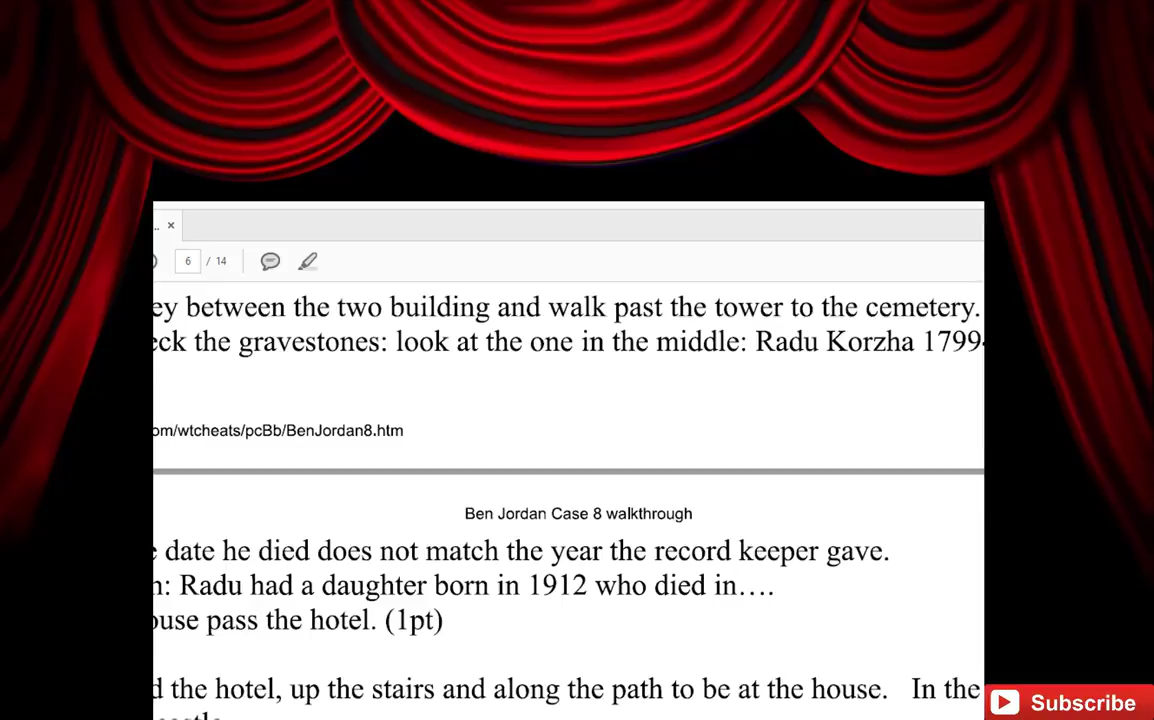 6 / 14
between the two building and walk past the tower to the cemetery.
the gravestones: look at the one in the middle: Radu Korzha 1799
om/wtcheats/pcBb/BenJordan8.htm
Ben Jordan Case 8 walkthrough
date he died does not match the year the record keeper gave.
Radu had a daughter born in 1912 who died in….
pass the hotel. (1pt)
the hotel, up the stairs and along the path to be at the house. In the
Subscribe